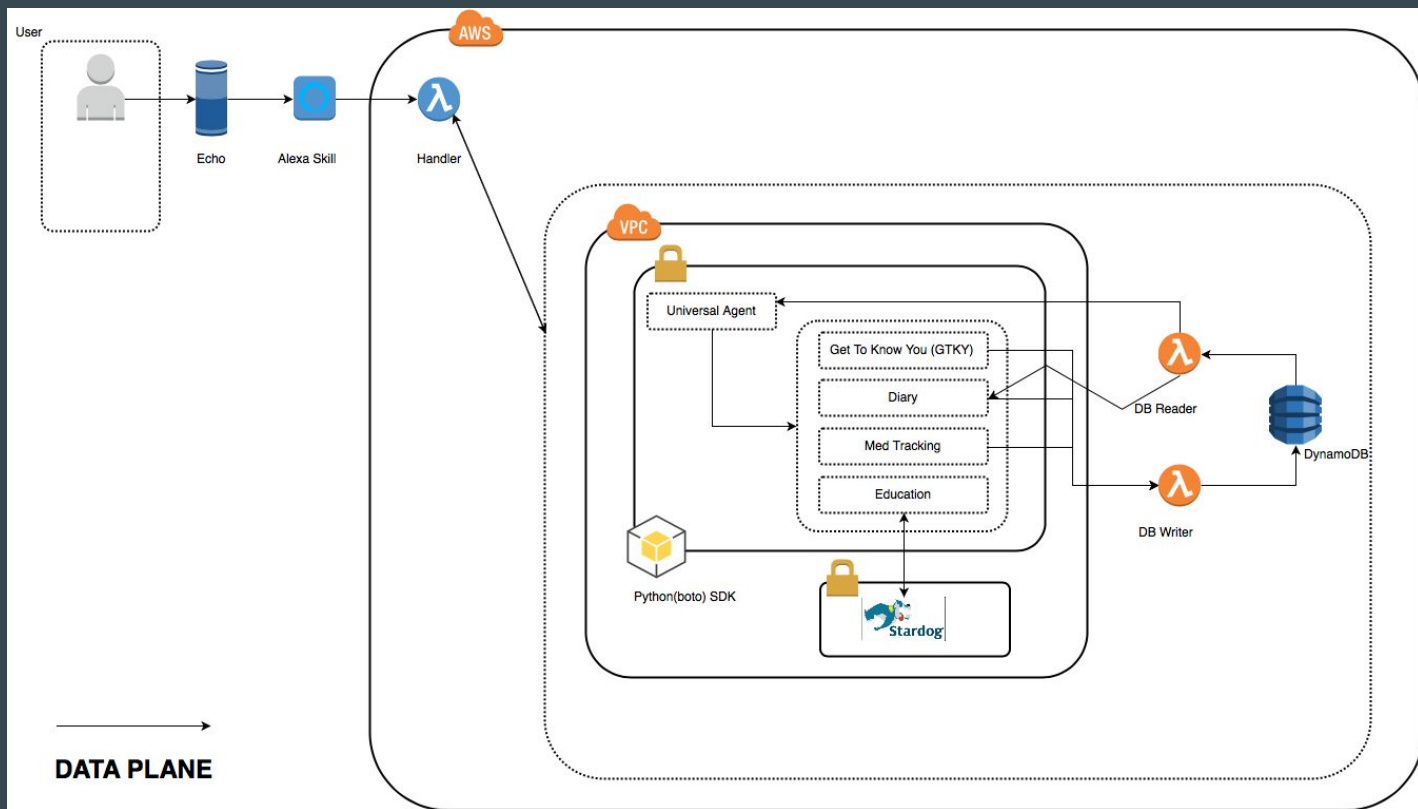 User
AWS
Echo
Alexa Skill
Handler
VPC
Universal Agent
Get To Know You (GTKY)
Diary
Med Tracking
Education
DB Reader
DynamoDB
DB Writer
Python(boto) SDK
Stardog
DATA PLANE